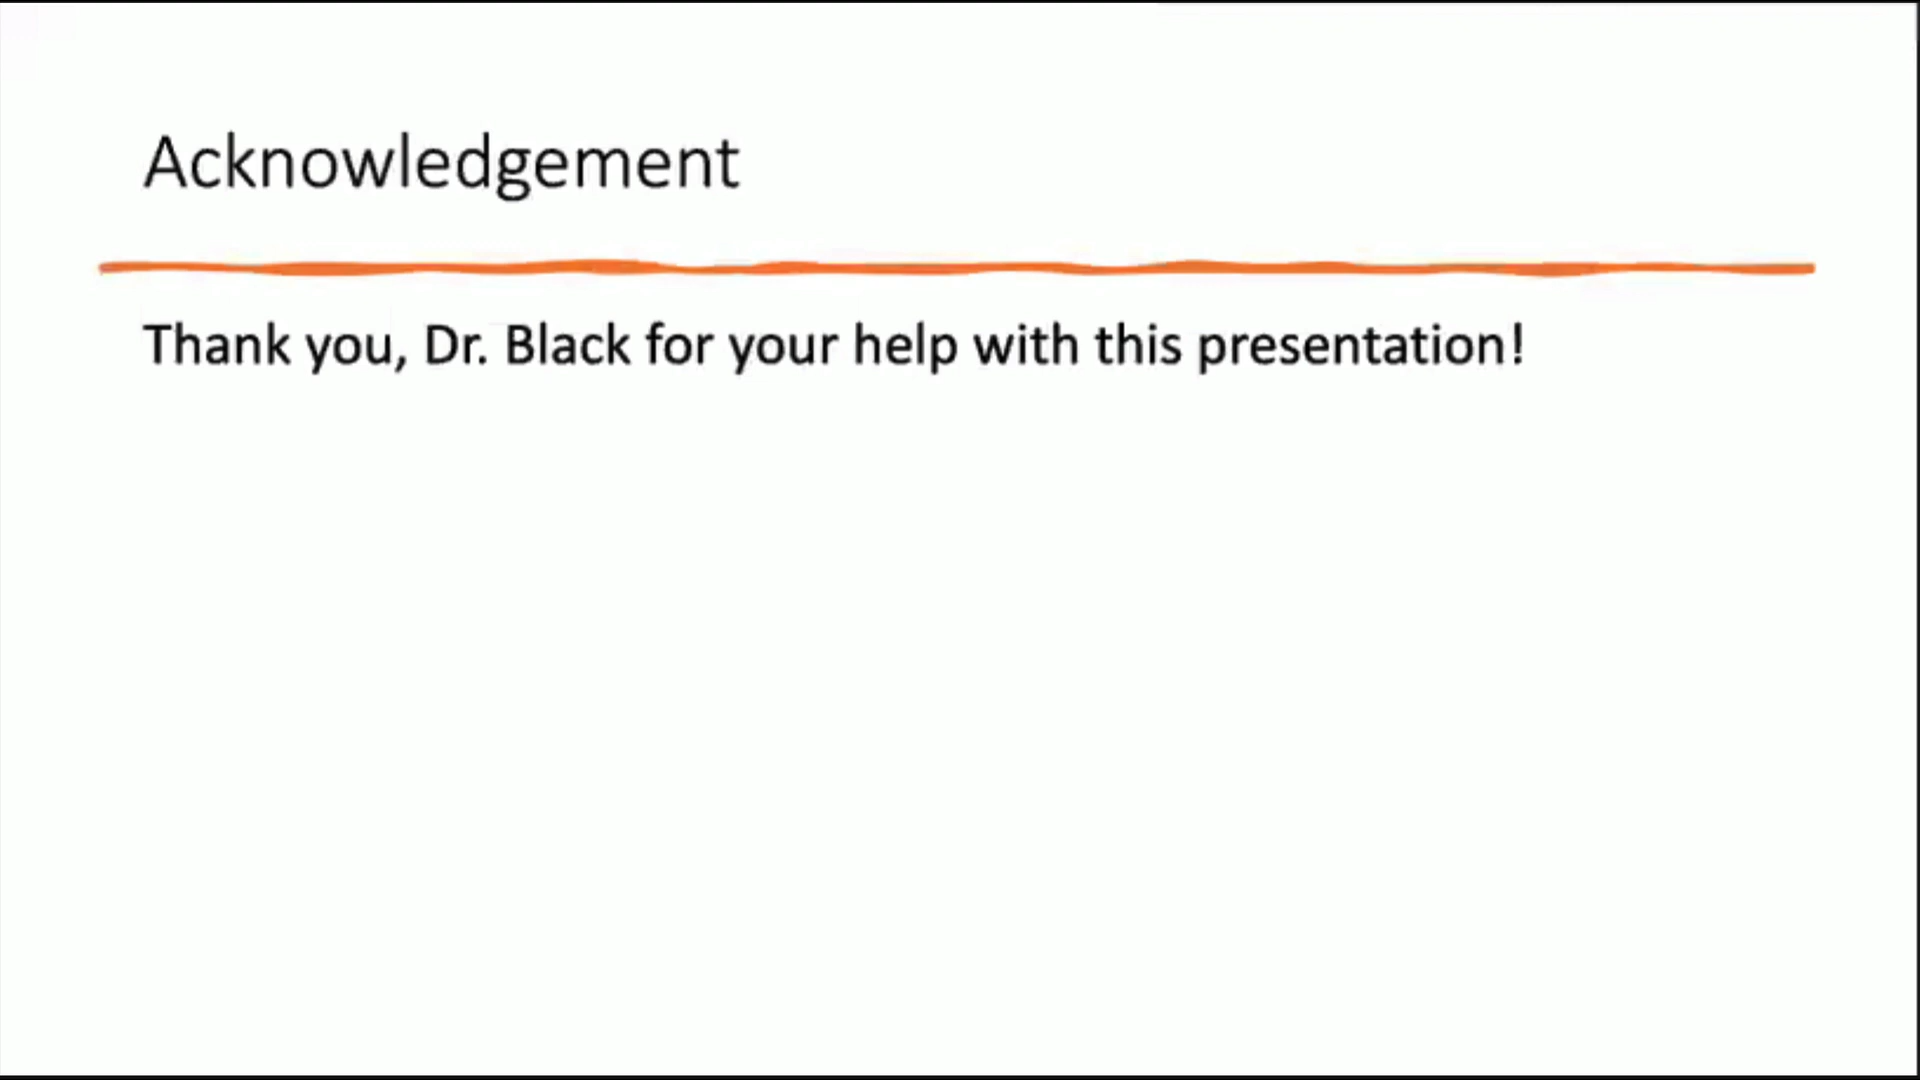 Acknowledgement
Thank you, Dr. Black for your help with this presentation!